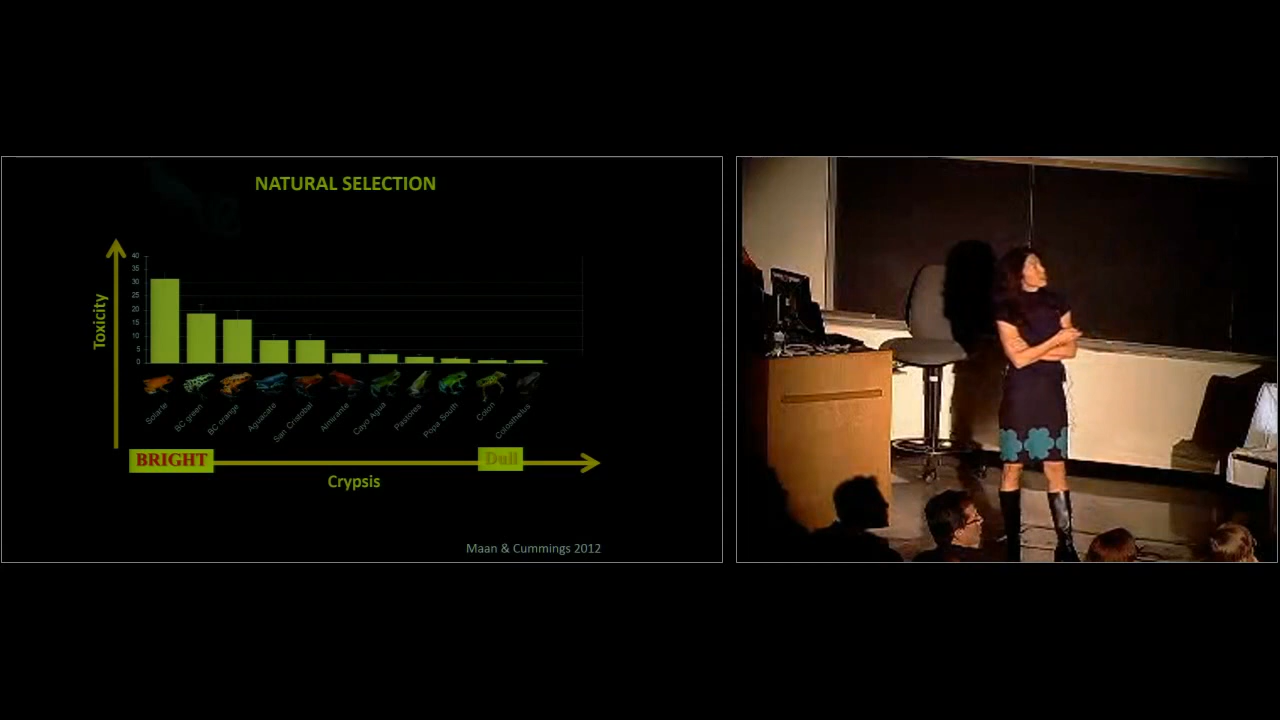 NATURAL SELECTION
Toxicity
40
35
30
25
20
15
10
5
0
Solarte
BC green
BC orange
Aguacate
San Cristobal
Almirante
Cayo Agua
Pastores
Popa South
Colon
Colosthetus
BRIGHT
Dull
Crypsis
Maan & Cummings 2012